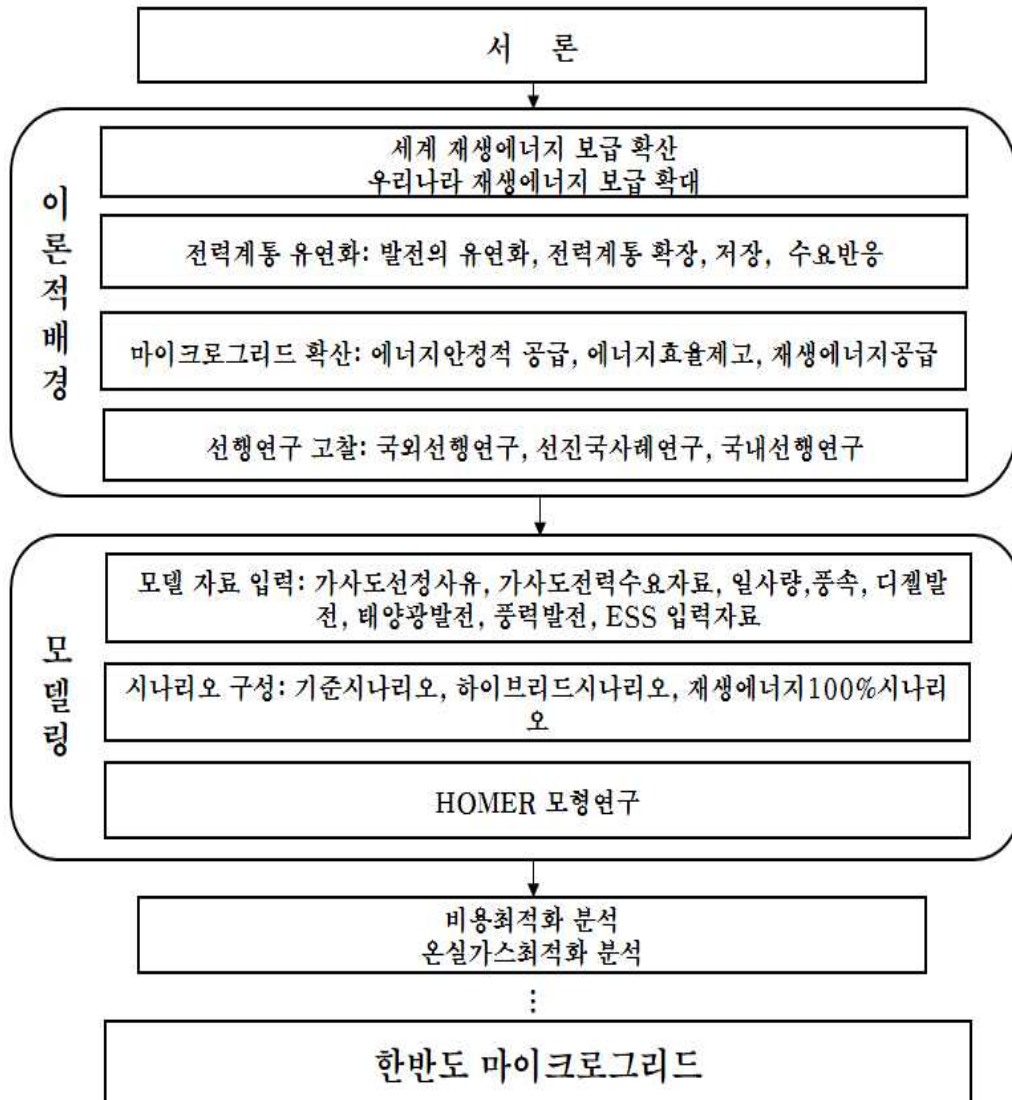 서 론
이론적배경
세계 재생에너지 보급 확산
우리나라 재생에너지 보급 확대
전력계통 유연화: 발전의 유연화, 전력계통 확장, 저장, 수요반응
마이크로그리드 확산: 에너지안정적 공급, 에너지효율제고, 재생에너지공급
선행연구 고찰: 국외선행연구, 선진국사례연구, 국내선행연구
모델링
모델 자료 입력: 가사도선정사유, 가사도전력수요자료, 일사량,풍속, 디젤발
전, 태양광발전, 풍력발전, ESS 입력자료
시나리오 구성: 기준시나리오, 하이브리드시나리오, 재생에너지100%시나리
오
HOMER 모형연구
비용최적화 분석
온실가스최적화 분석
⋮
한반도 마이크로그리드